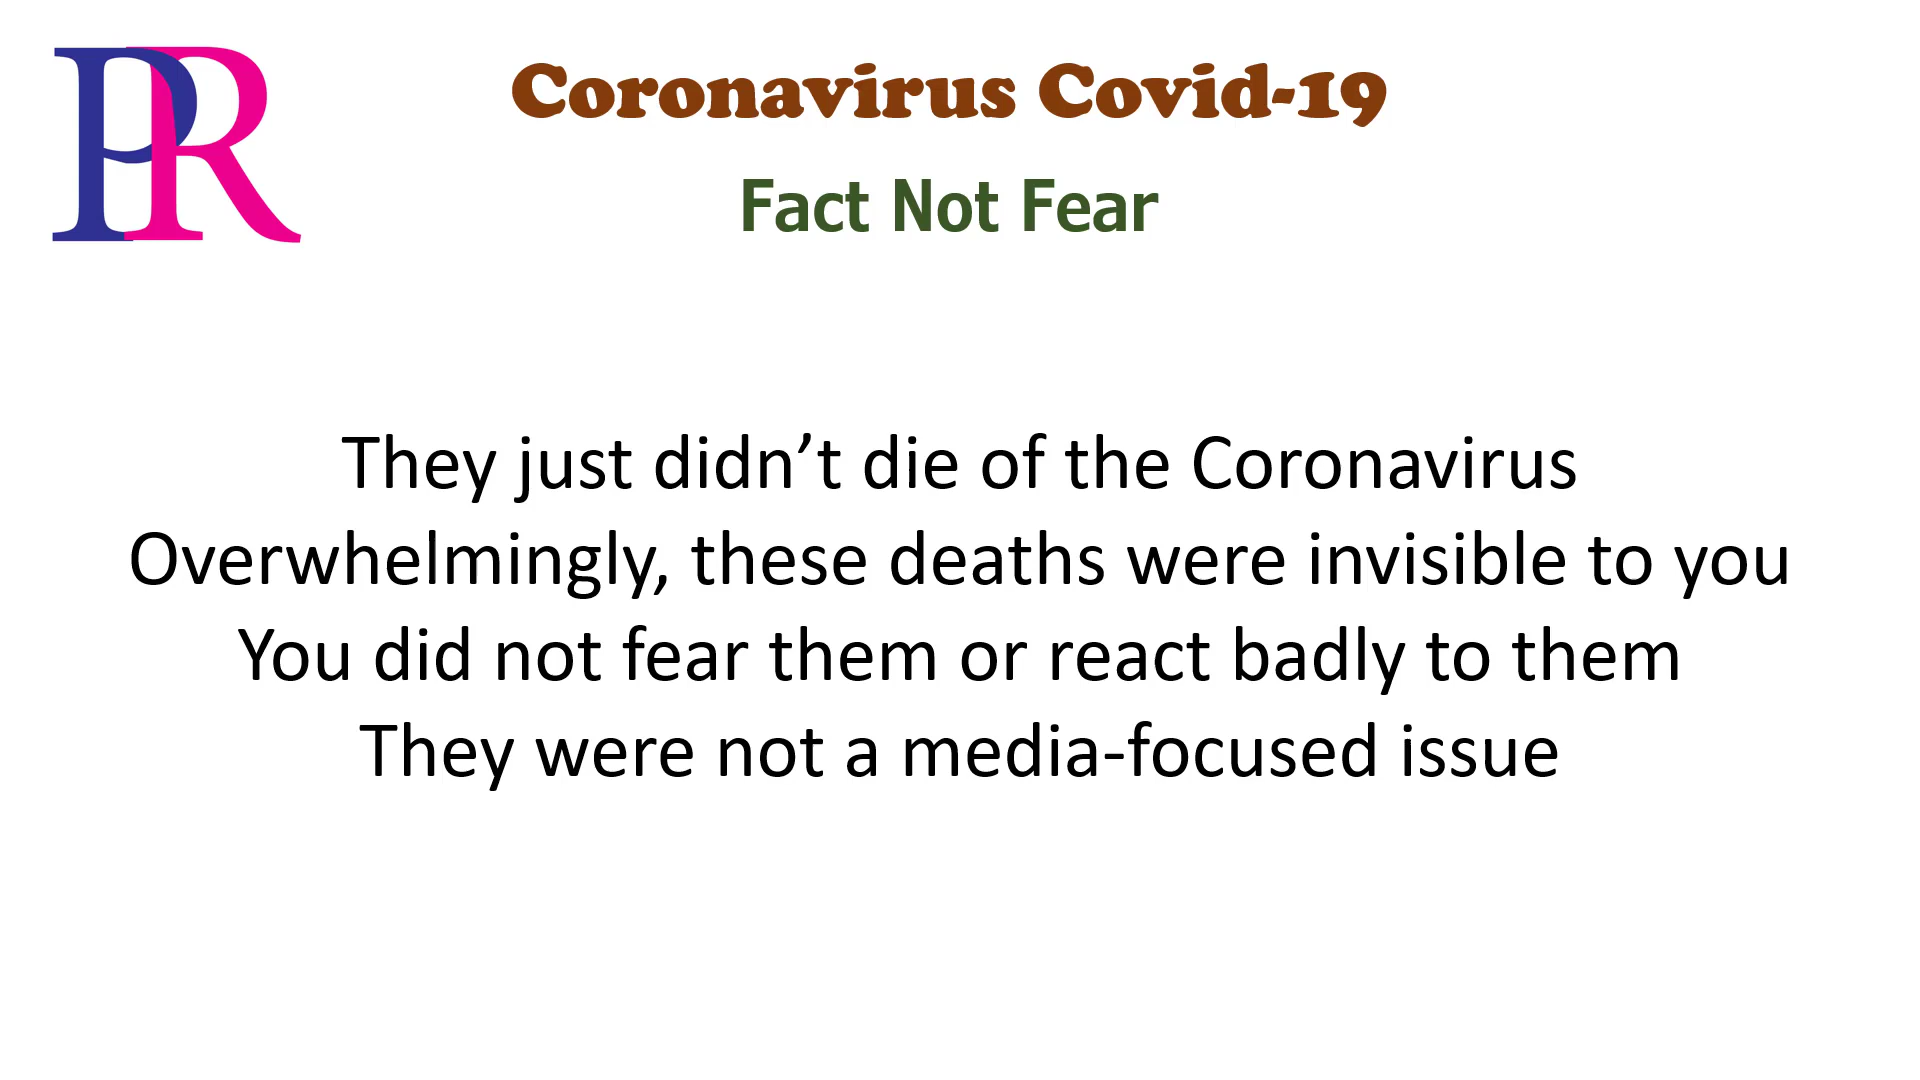 PR
Coronavirus Covid-19
Fact Not Fear
They just didn’t die of the Coronavirus
Overwhelmingly, these deaths were invisible to you
You did not fear them or react badly to them
They were not a media-focused issue